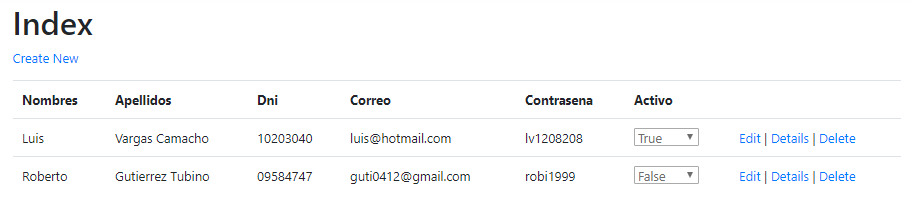 Index
Create New
Nombres Apellidos Dni Correo Contrasena Activo
Luis Vargas Camacho 10203040 luis@hotmail.com lv1208208 True Edit | Details | Delete
Roberto Gutierrez Tubino 09584747 guti0412@gmail.com robi1999 False Edit | Details | Delete